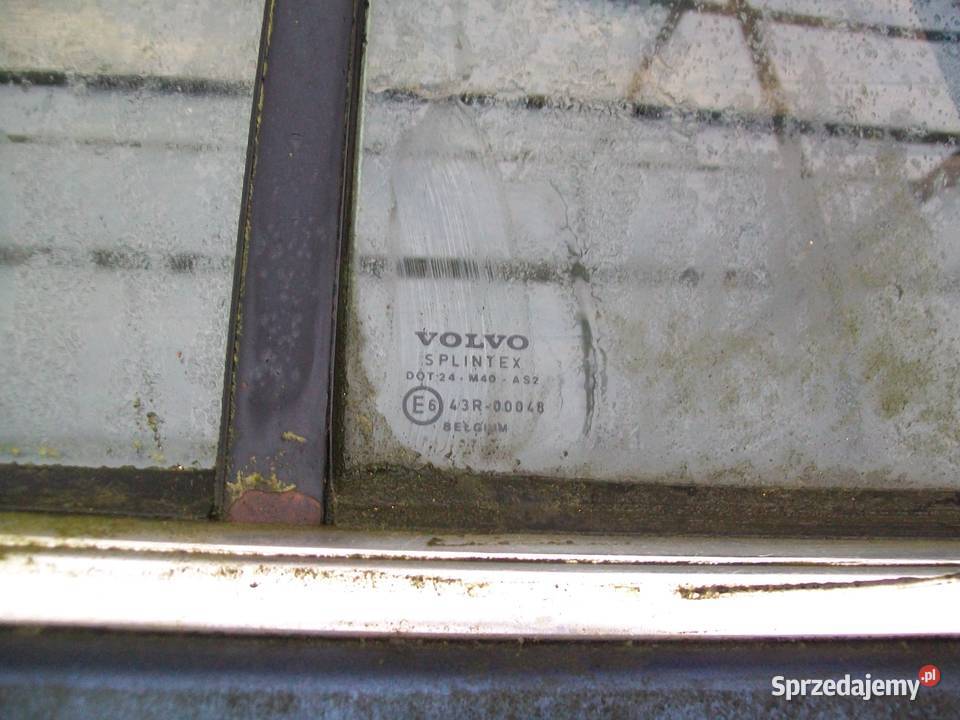 VOLVO
SPLINTEX
DOT 24 - M40 - AS2
E6 43R-00048
BELGIUM
Sprzedajemy.pl